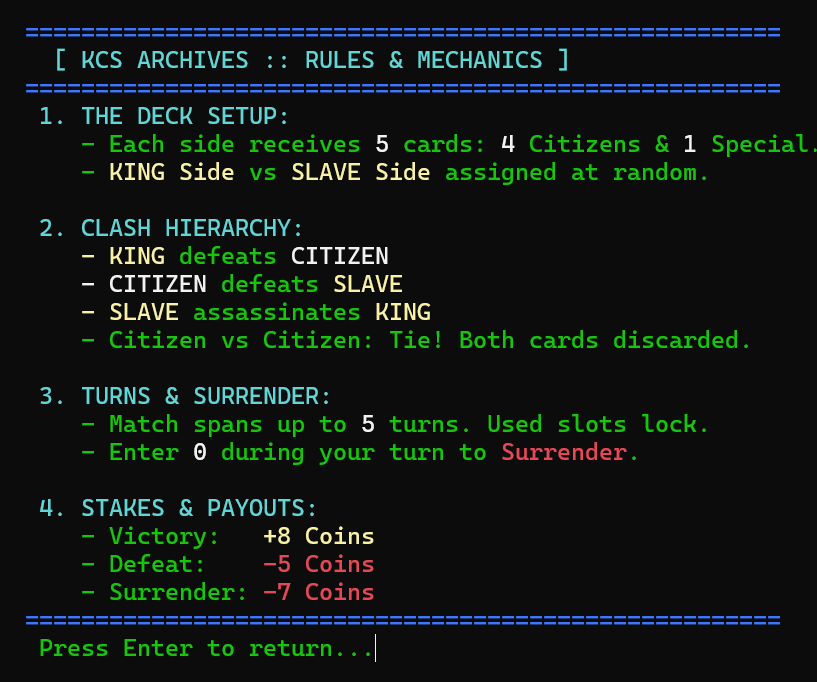 ======================================================
[ KCS ARCHIVES :: RULES & MECHANICS ]
======================================================
1. THE DECK SETUP:
- Each side receives 5 cards: 4 Citizens & 1 Special.
- KING Side vs SLAVE Side assigned at random.
2. CLASH HIERARCHY:
- KING defeats CITIZEN
- CITIZEN defeats SLAVE
- SLAVE assassinates KING
- Citizen vs Citizen: Tie! Both cards discarded.
3. TURNS & SURRENDER:
- Match spans up to 5 turns. Used slots lock.
- Enter 0 during your turn to Surrender.
4. STAKES & PAYOUTS:
- Victory:   +8 Coins
- Defeat:    -5 Coins
- Surrender: -7 Coins
======================================================
Press Enter to return...